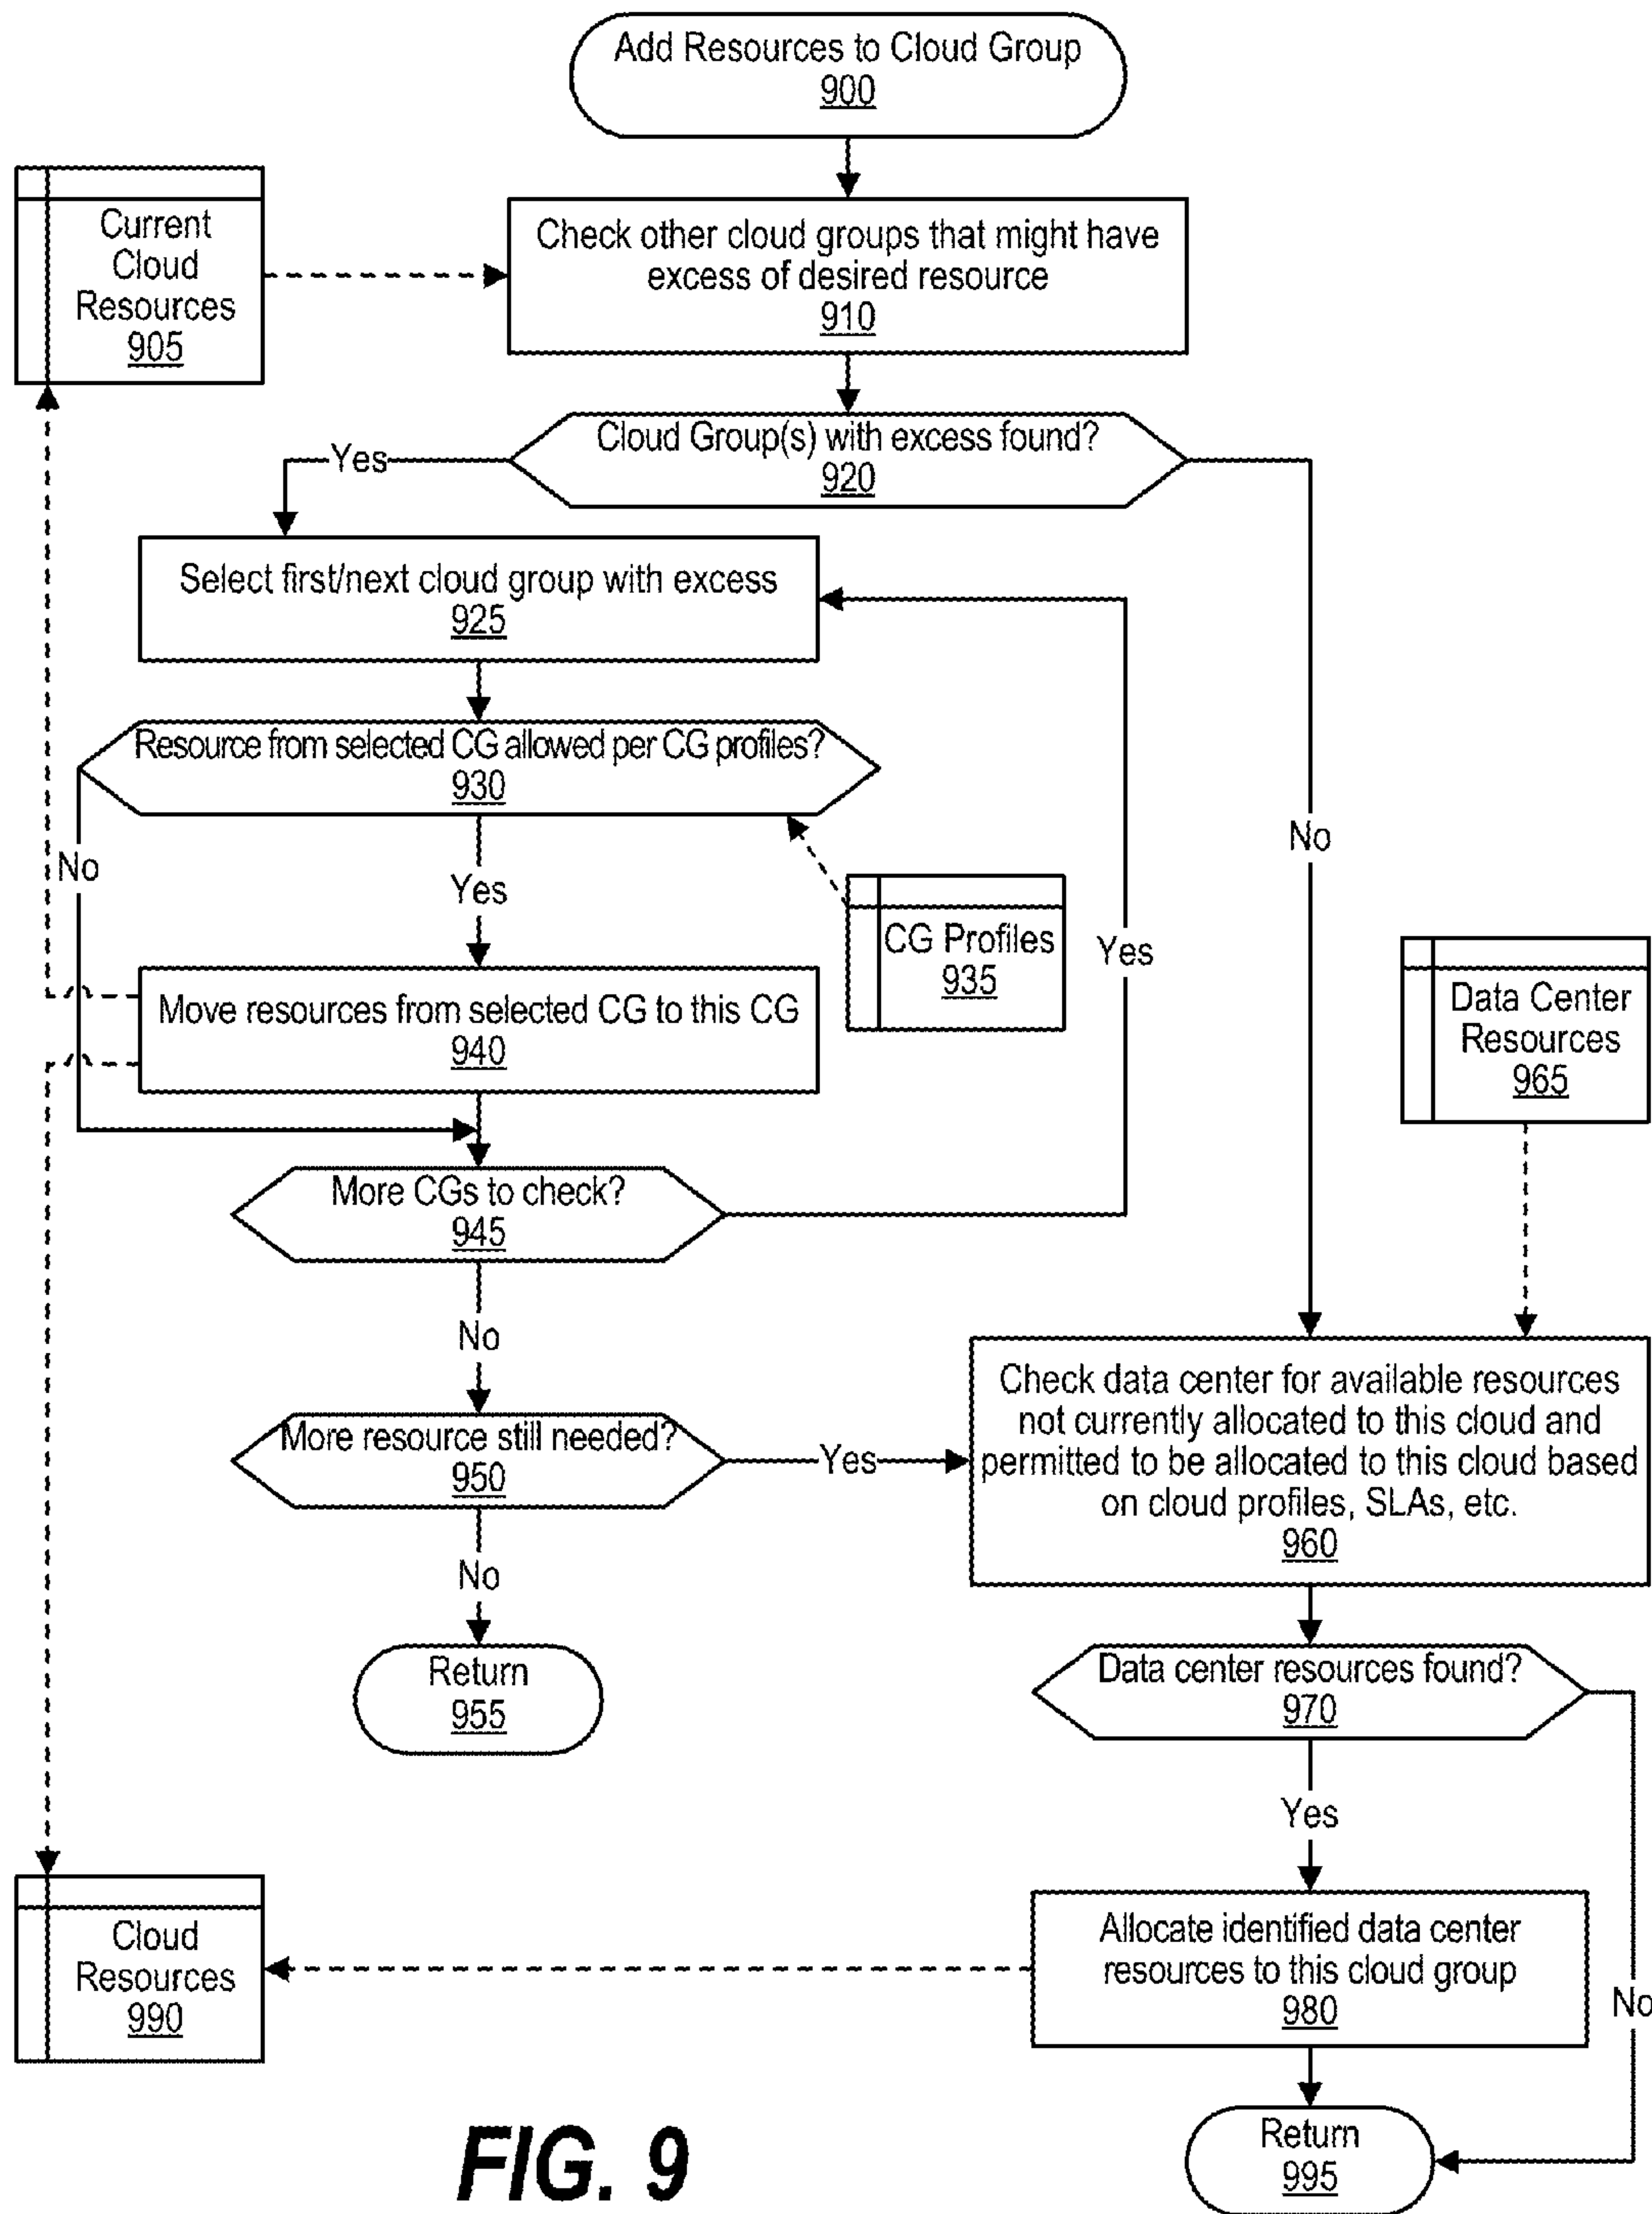 Add Resources to Cloud Group
900
Current
Cloud
Resources
905
Check other cloud groups that might have
excess of desired resource
910
Cloud Group(s) with excess found?
920
Yes
Select first/next cloud group with excess
925
Resource from selected CG allowed per CG profiles?
930
No
No
Yes
CG Profiles
935
Yes
Data Center
Resources
965
Move resources from selected CG to this CG
940
More CGs to check?
945
No
Check data center for available resources
not currently allocated to this cloud and
permitted to be allocated to this cloud based
on cloud profiles, SLAs, etc.
960
More resource still needed?
950
Yes
No
Return
955
Data center resources found?
970
Yes
Cloud
Resources
990
Allocate identified data center
resources to this cloud group
980
No
Return
995
FIG. 9